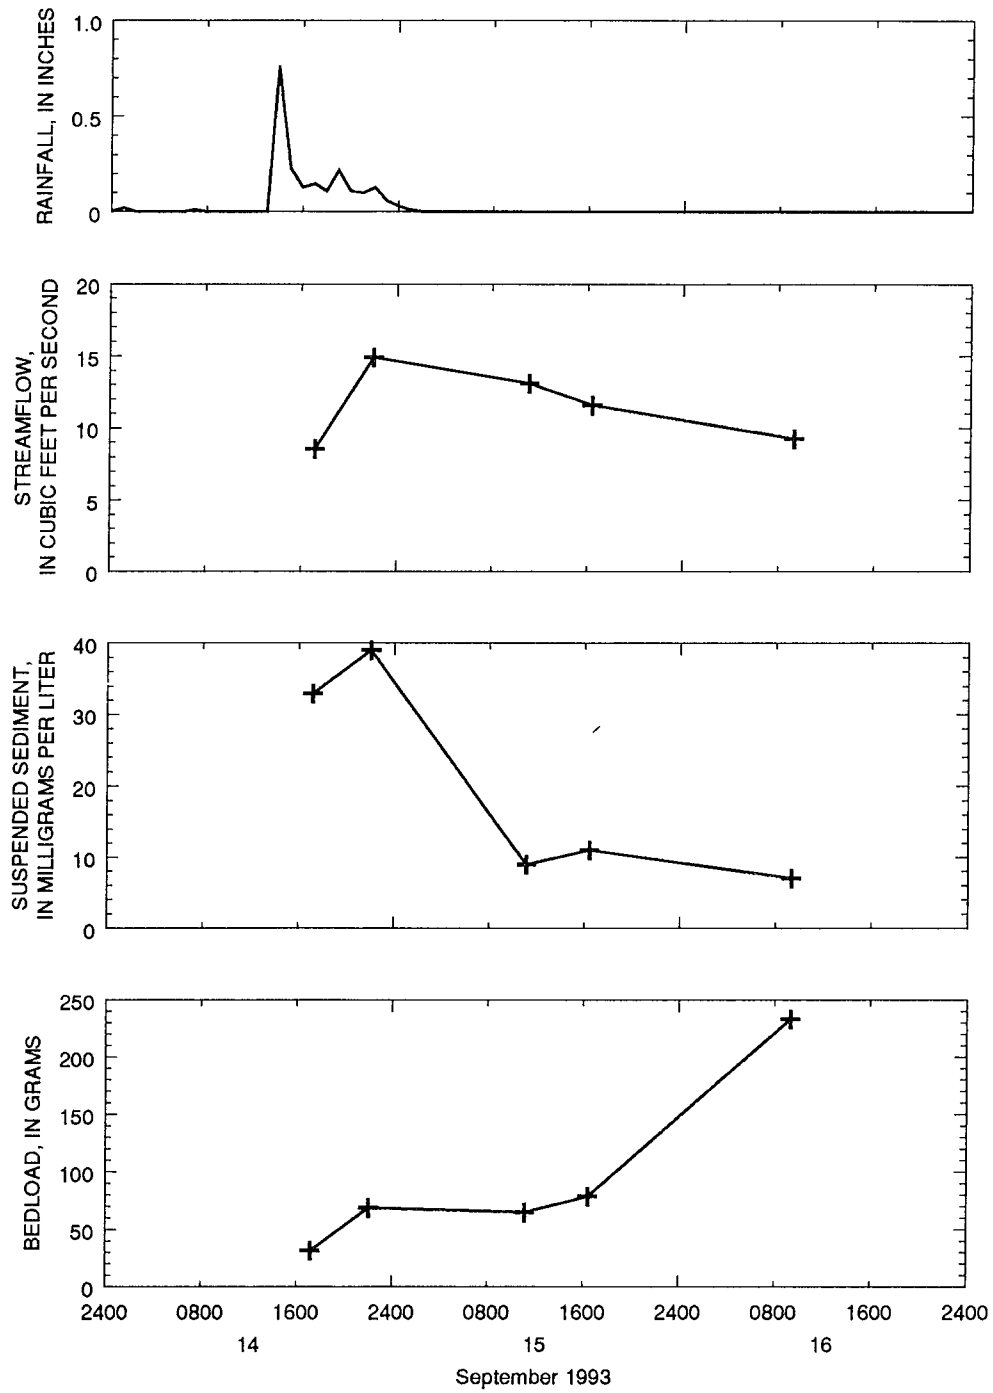 RAINFALL, IN INCHES
1.0
0.5
0
STREAMFLOW,
IN CUBIC FEET PER SECOND
20
15
10
5
0
SUSPENDED SEDIMENT,
IN MILLIGRAMS PER LITER
40
30
20
10
0
BEDLOAD, IN GRAMS
250
200
150
100
50
0
2400 0800 1600 2400 0800 1600 2400 0800 1600 2400
14 15 16
September 1993